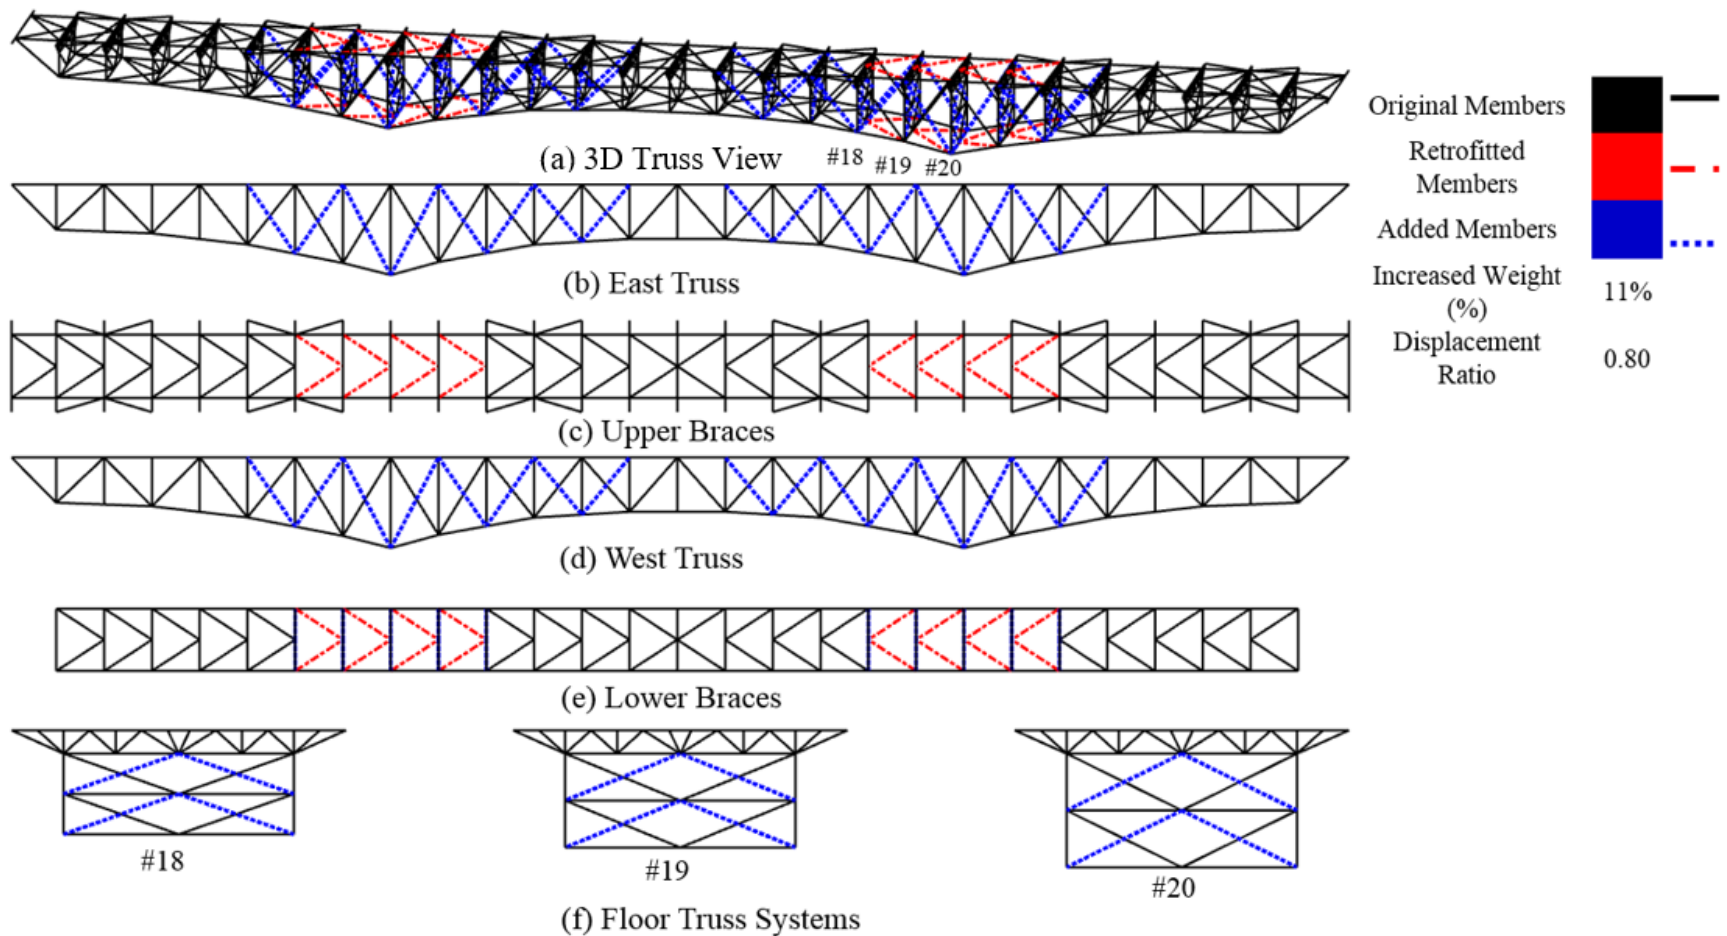 Original Members
Retrofitted
Members
Added Members
Increased Weight
(%)
11%
Displacement
Ratio
0.80
(a) 3D Truss View
#18
#19
#20
(b) East Truss
(c) Upper Braces
(d) West Truss
(e) Lower Braces
#18
#19
#20
(f) Floor Truss Systems